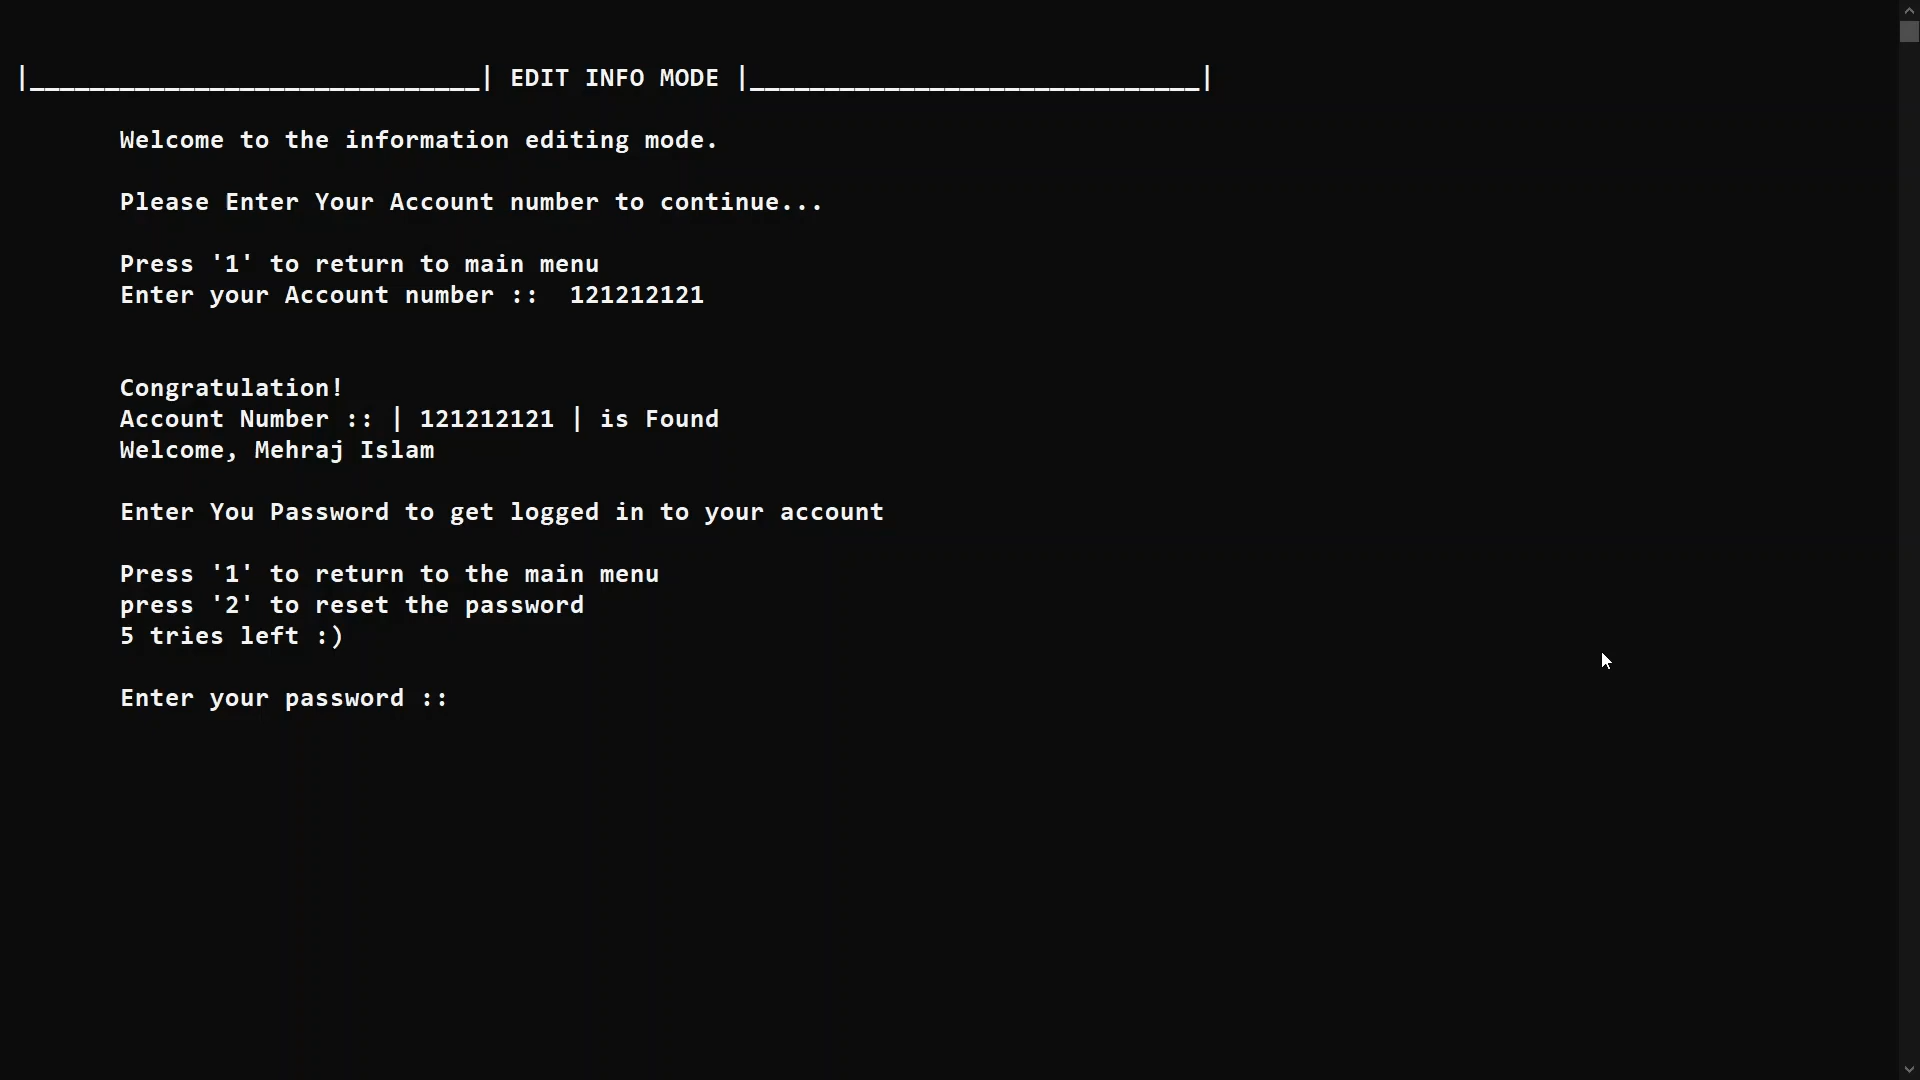 |______________________________| EDIT INFO MODE |______________________________|
Welcome to the information editing mode.
Please Enter Your Account number to continue...
Press '1' to return to main menu
Enter your Account number ::  121212121
Congratulation!
Account Number :: | 121212121 | is Found
Welcome, Mehraj Islam
Enter You Password to get logged in to your account
Press '1' to return to the main menu
press '2' to reset the password
5 tries left :)
Enter your password ::